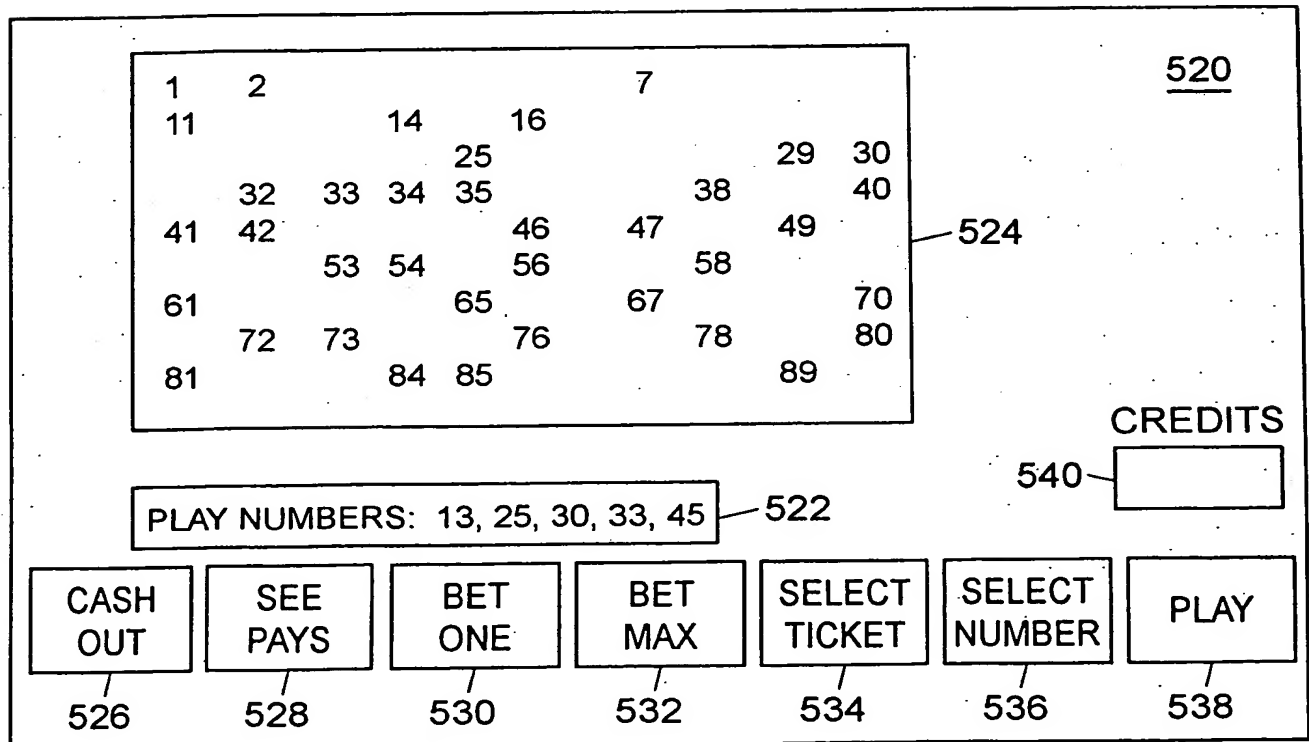 520
1 2 7
11 14 16
25 29 30
32 33 34 35 38 40
41 42 46 47 49
524
53 54 56 58
61 65 67 70
72 73 76 78 80
81 84 85 89
CREDITS
540
PLAY NUMBERS: 13, 25, 30, 33, 45
522
CASH OUT
SEE PAYS
BET ONE
BET MAX
SELECT TICKET
SELECT NUMBER
PLAY
526 528 530 532 534 536 538